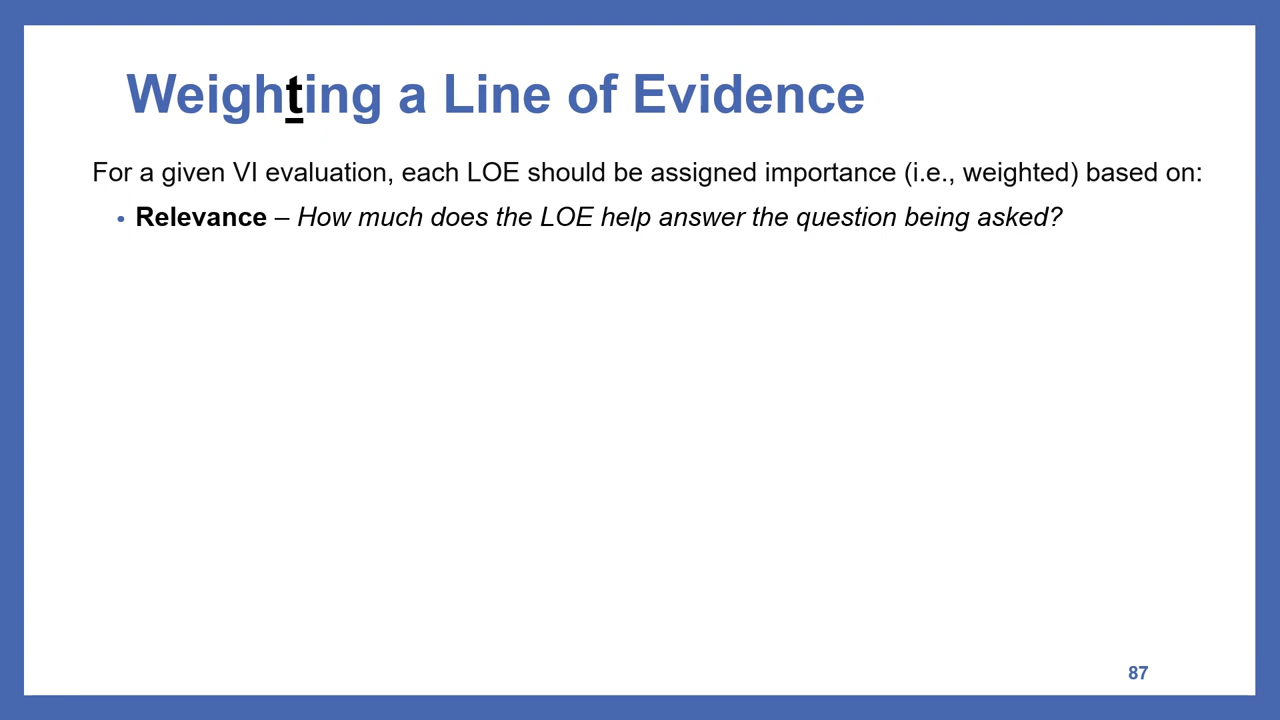 Weighting a Line of Evidence
For a given VI evaluation, each LOE should be assigned importance (i.e., weighted) based on:
• Relevance – How much does the LOE help answer the question being asked?
87